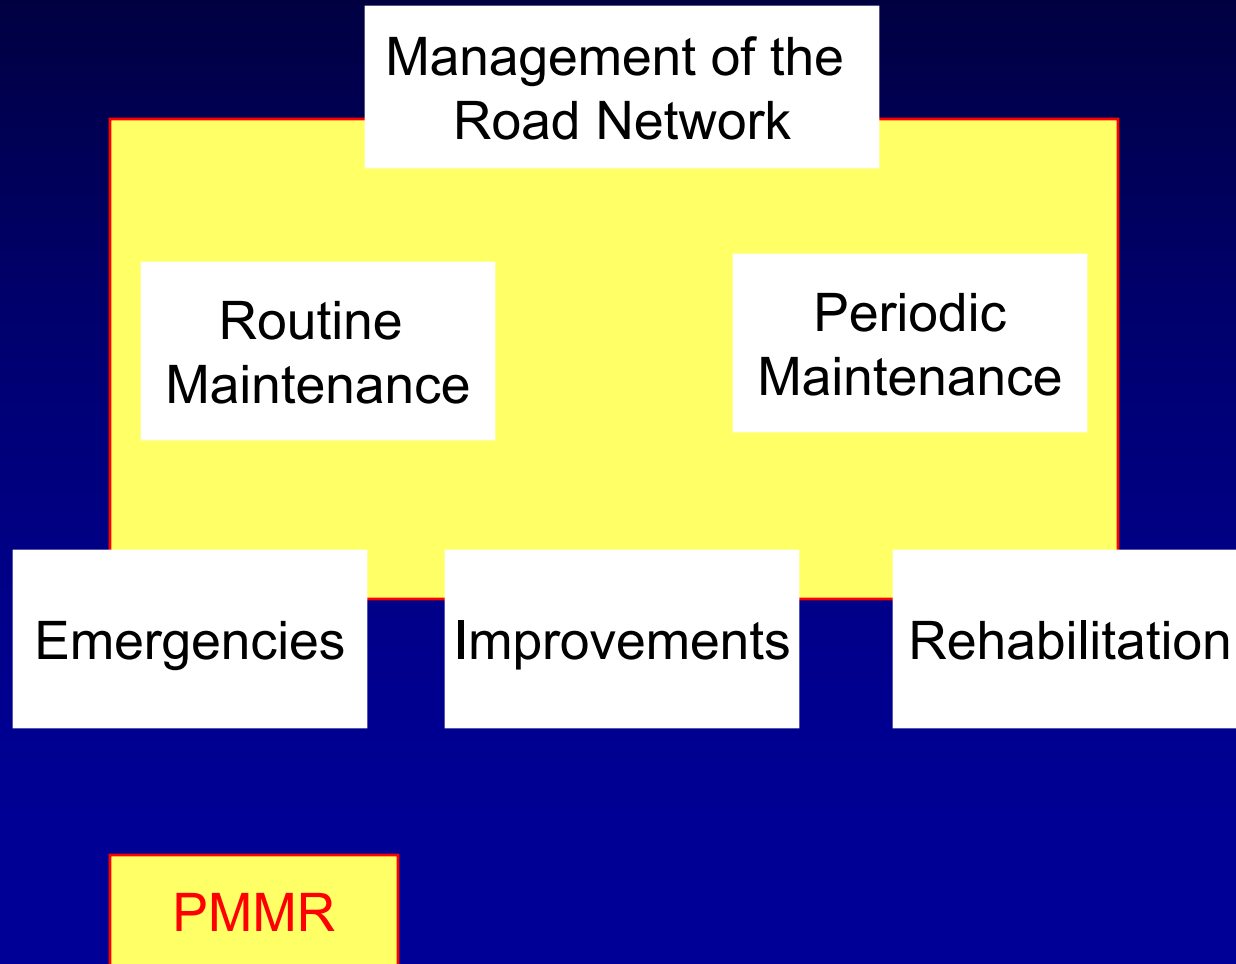 Management of the
Road Network
Routine
Maintenance
Periodic
Maintenance
Emergencies
Improvements
Rehabilitation
PMMR